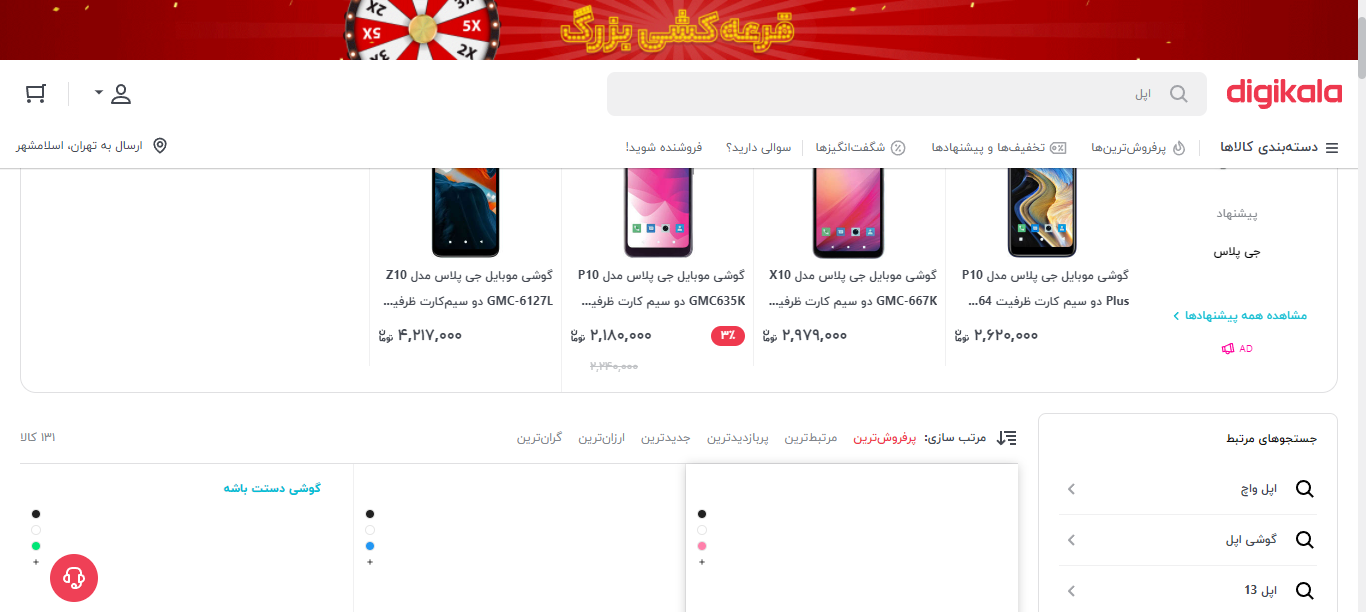 3X
2X
5X
5X
3X
2X
قرعه‌کشی بزرگ
digikala
اپل
دسته‌بندی کالاها
پرفروش‌ترین‌ها
تخفیف‌ها و پیشنهادها
شگفت‌انگیزها
سوالی دارید؟
فروشنده شوید!
ارسال به تهران، اسلامشهر
پیشنهاد
جی پلاس
مشاهده همه پیشنهادها
AD
گوشی موبایل جی پلاس مدل P10
Plus دو سیم کارت ظرفیت 64...
۲,۶۲۰,۰۰۰ تومان
گوشی موبایل جی پلاس مدل X10
GMC-667K دو سیم کارت ظرفیـ...
۲,۹۷۹,۰۰۰ تومان
گوشی موبایل جی پلاس مدل P10
GMC635K دو سیم کارت ظرفیـ...
۳٪ ۲,۱۸۰,۰۰۰ تومان
۲,۲۴۰,۰۰۰
گوشی موبایل جی پلاس مدل Z10
GMC-6127L دو سیم‌کارت ظرفیـ...
۴,۲۱۷,۰۰۰ تومان
جستجوهای مرتبط
اپل واچ
گوشی اپل
اپل 13
مرتب سازی: پرفروش‌ترین مرتبط‌ترین پربازدیدترین جدیدترین ارزان‌ترین گران‌ترین
۱۳۱ کالا
گوشی دستت باشه